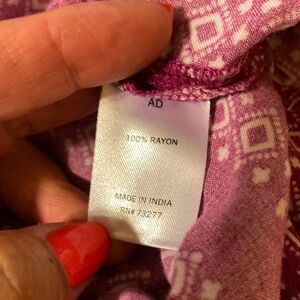 AD
100% RAYON
MADE IN INDIA
RN# 73277